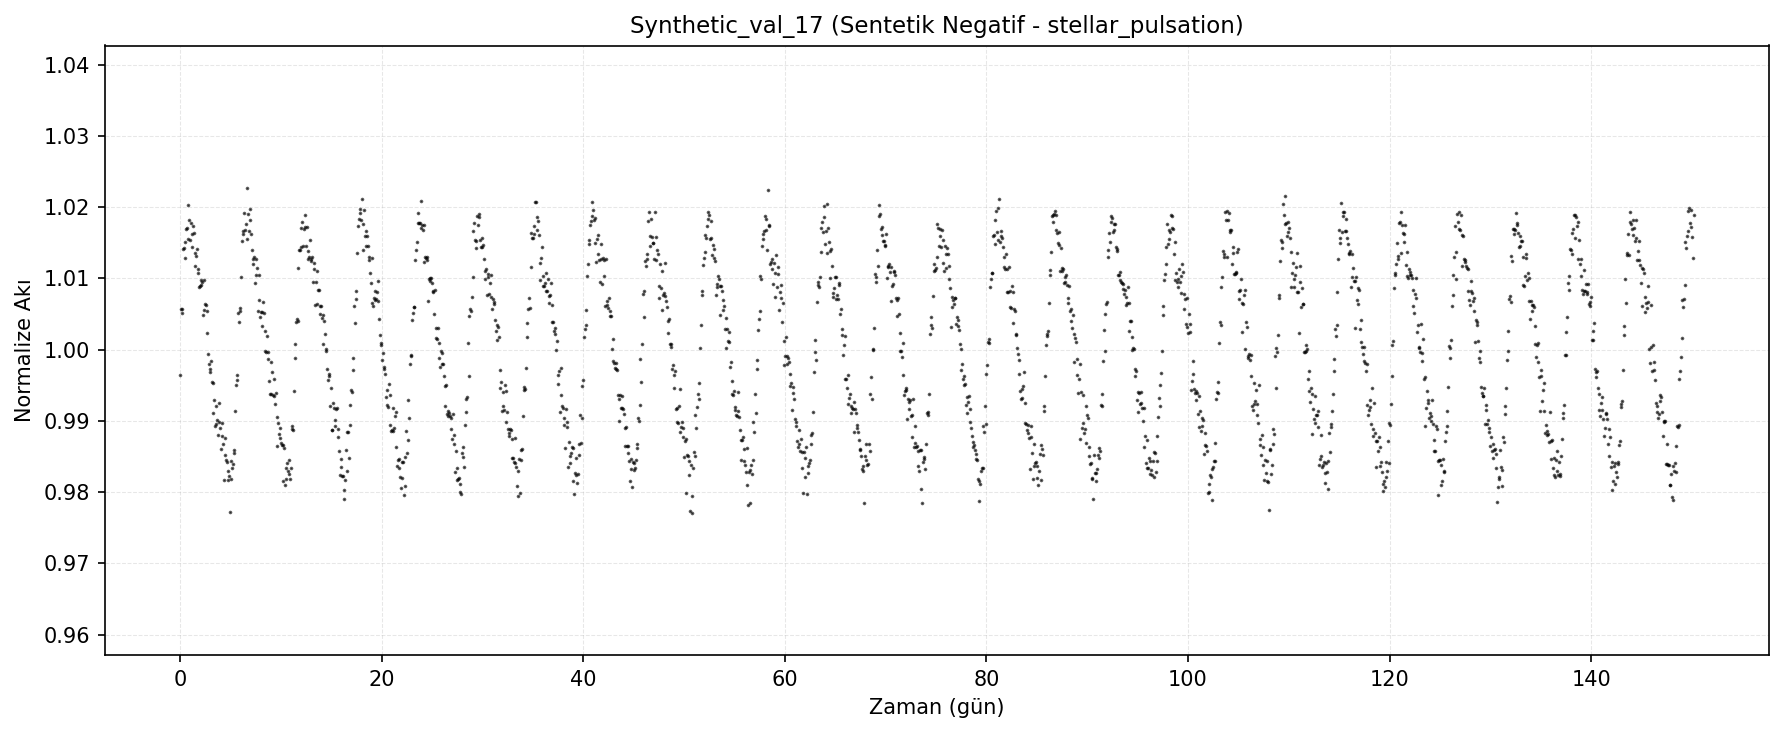 Synthetic_val_17 (Sentetik Negatif - stellar_pulsation)
1.04
1.03
1.02
1.01
1.00
0.99
0.98
0.97
0.96
Normalize Akı
0 20 40 60 80 100 120 140
Zaman (gün)